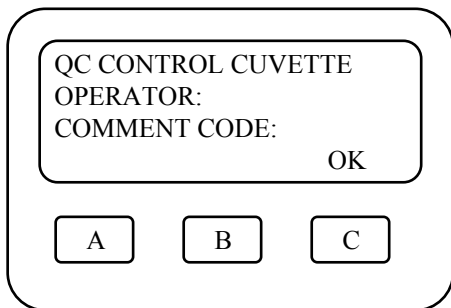 QC CONTROL CUVETTE
OPERATOR:
COMMENT CODE:
OK
A B C